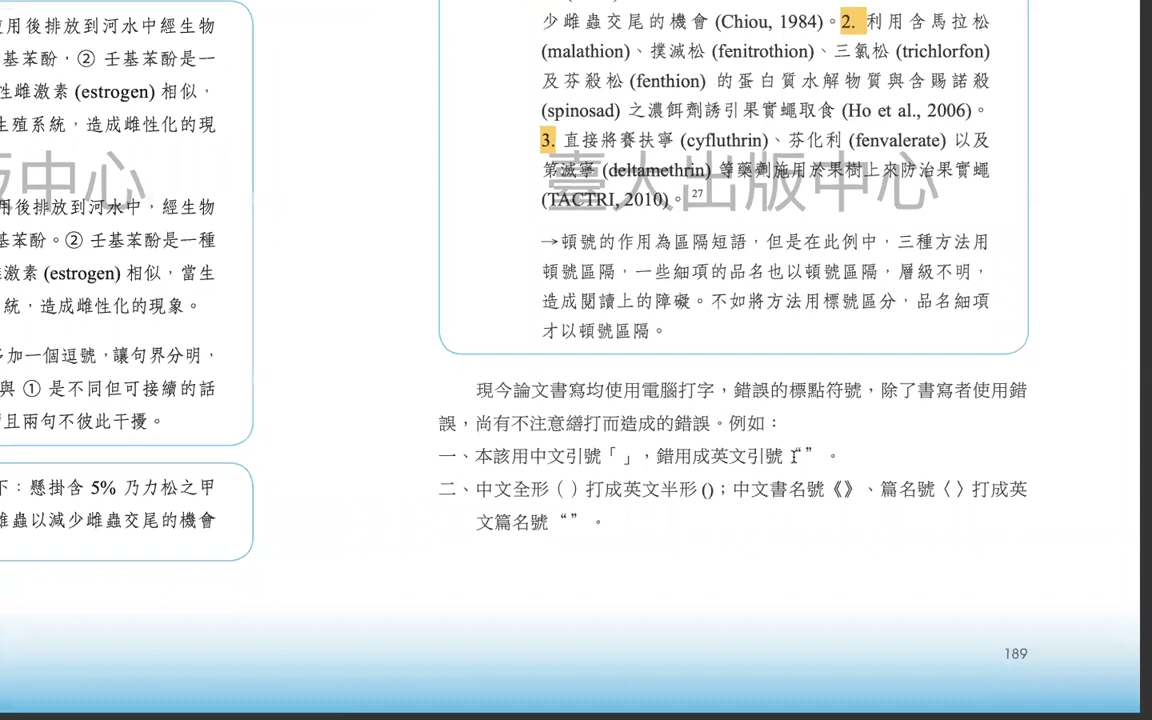 使用後排放到河水中經生物
基苯酚，② 壬基苯酚是一
性雌激素 (estrogen) 相似，
生殖系統，造成雌性化的現
用後排放到河水中，經生物
基苯酚。② 壬基苯酚是一種
激素 (estrogen) 相似，當生
統，造成雌性化的現象。
多加一個逗號，讓句界分明，
與 ① 是不同但可接續的話
且兩句不彼此干擾。
下：懸掛含 5% 乃力松之甲
雌蟲以減少雌蟲交尾的機會
版中心
少雌蟲交尾的機會 (Chiou, 1984)。2. 利用含馬拉松
(malathion)、撲滅松 (fenitrothion)、三氯松 (trichlorfon)
及芬殺松 (fenthion) 的蛋白質水解物質與含賜諾殺
(spinosad) 之濃餌劑誘引果實蠅取食 (Ho et al., 2006)。
3. 直接將賽扶寧 (cyfluthrin)、芬化利 (fenvalerate) 以及
第滅寧 (deltamethrin) 等藥劑施用於果樹上來防治果實蠅
(TACTRI, 2010)。27
臺大出版中心
→頓號的作用為區隔短語，但是在此例中，三種方法用
頓號區隔，一些細項的品名也以頓號區隔，層級不明，
造成閱讀上的障礙。不如將方法用標號區分，品名細項
才以頓號區隔。
現今論文書寫均使用電腦打字，錯誤的標點符號，除了書寫者使用錯
誤，尚有不注意繕打而造成的錯誤。例如：
一、本該用中文引號「 」，錯用成英文引號 “ ” 。
二、中文全形（ ）打成英文半形 ()；中文書名號《》、篇名號〈 〉打成英
文篇名號 “ ” 。
189